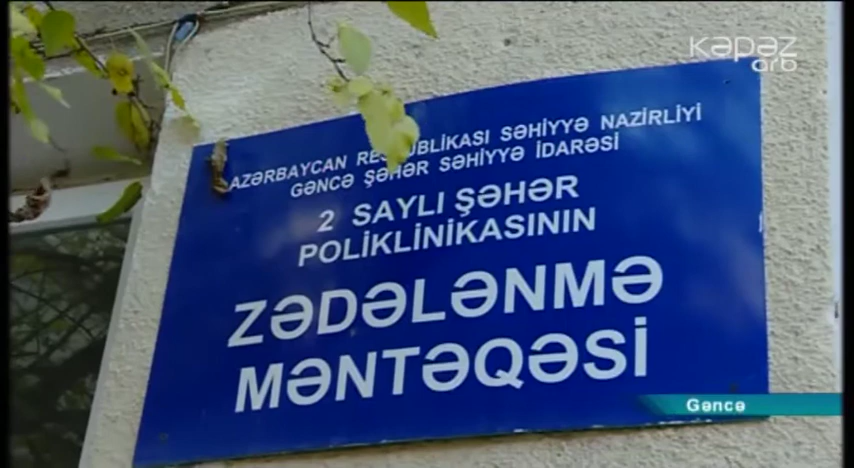 kəpəz
arb
AZƏRBAYCAN RESPUBLİKASI SƏHİYYƏ NAZİRLİYİ
GƏNCƏ ŞƏHƏR SƏHİYYƏ İDARƏSİ
2 SAYLI ŞƏHƏR
POLİKLİNİKASININ
ZƏDƏLƏNMƏ
MƏNTƏQƏSİ
Gəncə